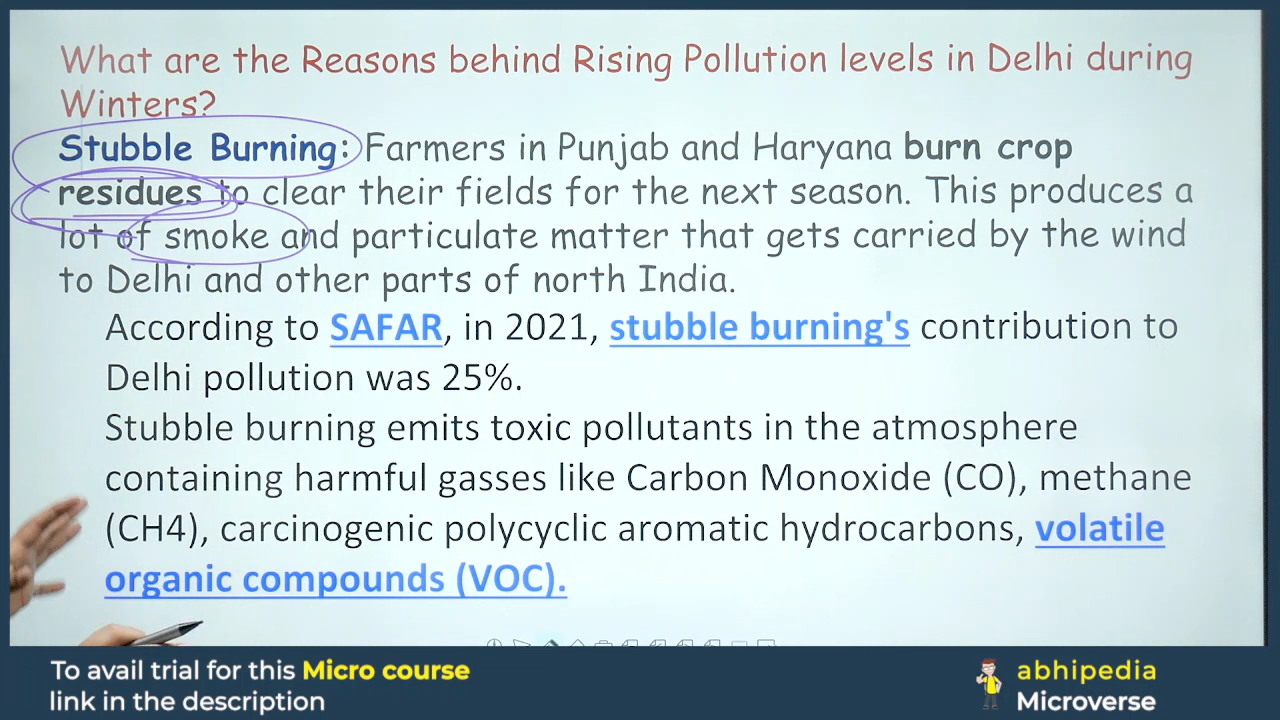 What are the Reasons behind Rising Pollution levels in Delhi during
Winters?
Stubble Burning: Farmers in Punjab and Haryana burn crop
residues to clear their fields for the next season. This produces a
lot of smoke and particulate matter that gets carried by the wind
to Delhi and other parts of north India.
According to SAFAR, in 2021, stubble burning's contribution to
Delhi pollution was 25%.
Stubble burning emits toxic pollutants in the atmosphere
containing harmful gasses like Carbon Monoxide (CO), methane
(CH4), carcinogenic polycyclic aromatic hydrocarbons, volatile
organic compounds (VOC).
To avail trial for this Micro course
link in the description
abhipedia
Microverse